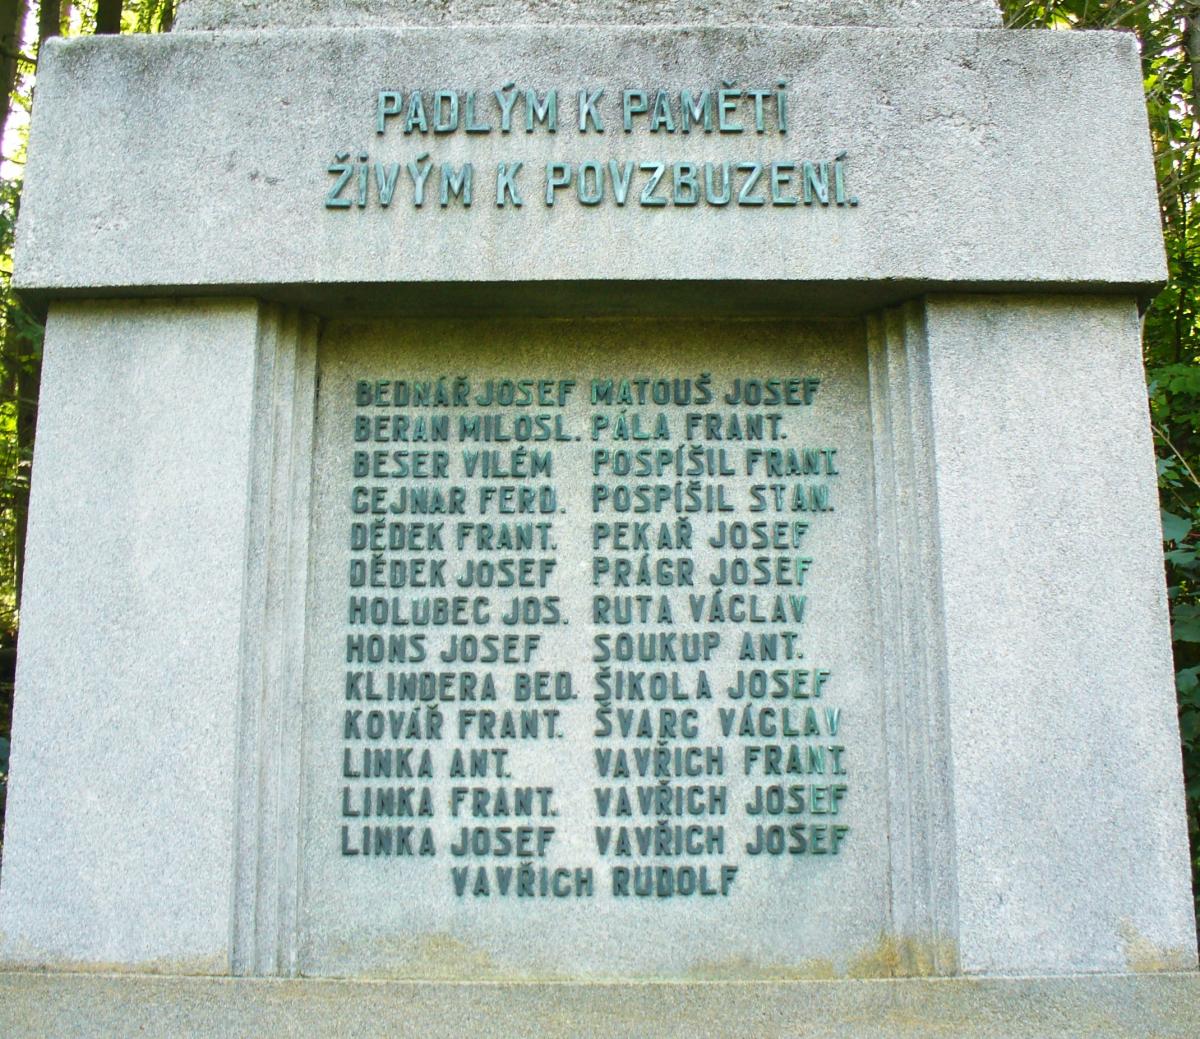 PADLÝM K PAMĚTI
ŽIVÝM K POVZBUZENÍ.
BEDNÁŘ JOSEF
BERAN MILOSL.
BESER VILÉM
CEJNAR FERD.
DĚDEK FRANT.
DĚDEK JOSEF
HOLUBEC JOS.
HONS JOSEF
KLINDERA BED.
KOVÁŘ FRANT.
LINKA ANT.
LINKA FRANT.
LINKA JOSEF
MATOUŠ JOSEF
PÁLA FRANT.
POSPÍŠIL FRANT.
POSPÍŠIL STAN.
PEKAŘ JOSEF
PRÁGR JOSEF
RUTA VÁCLAV
SOUKUP ANT.
ŠIKOLA JOSEF
ŠVARC VÁCLAV
VAVŘICH FRANT.
VAVŘICH JOSEF
VAVŘICH JOSEF
VAVŘICH RUDOLF